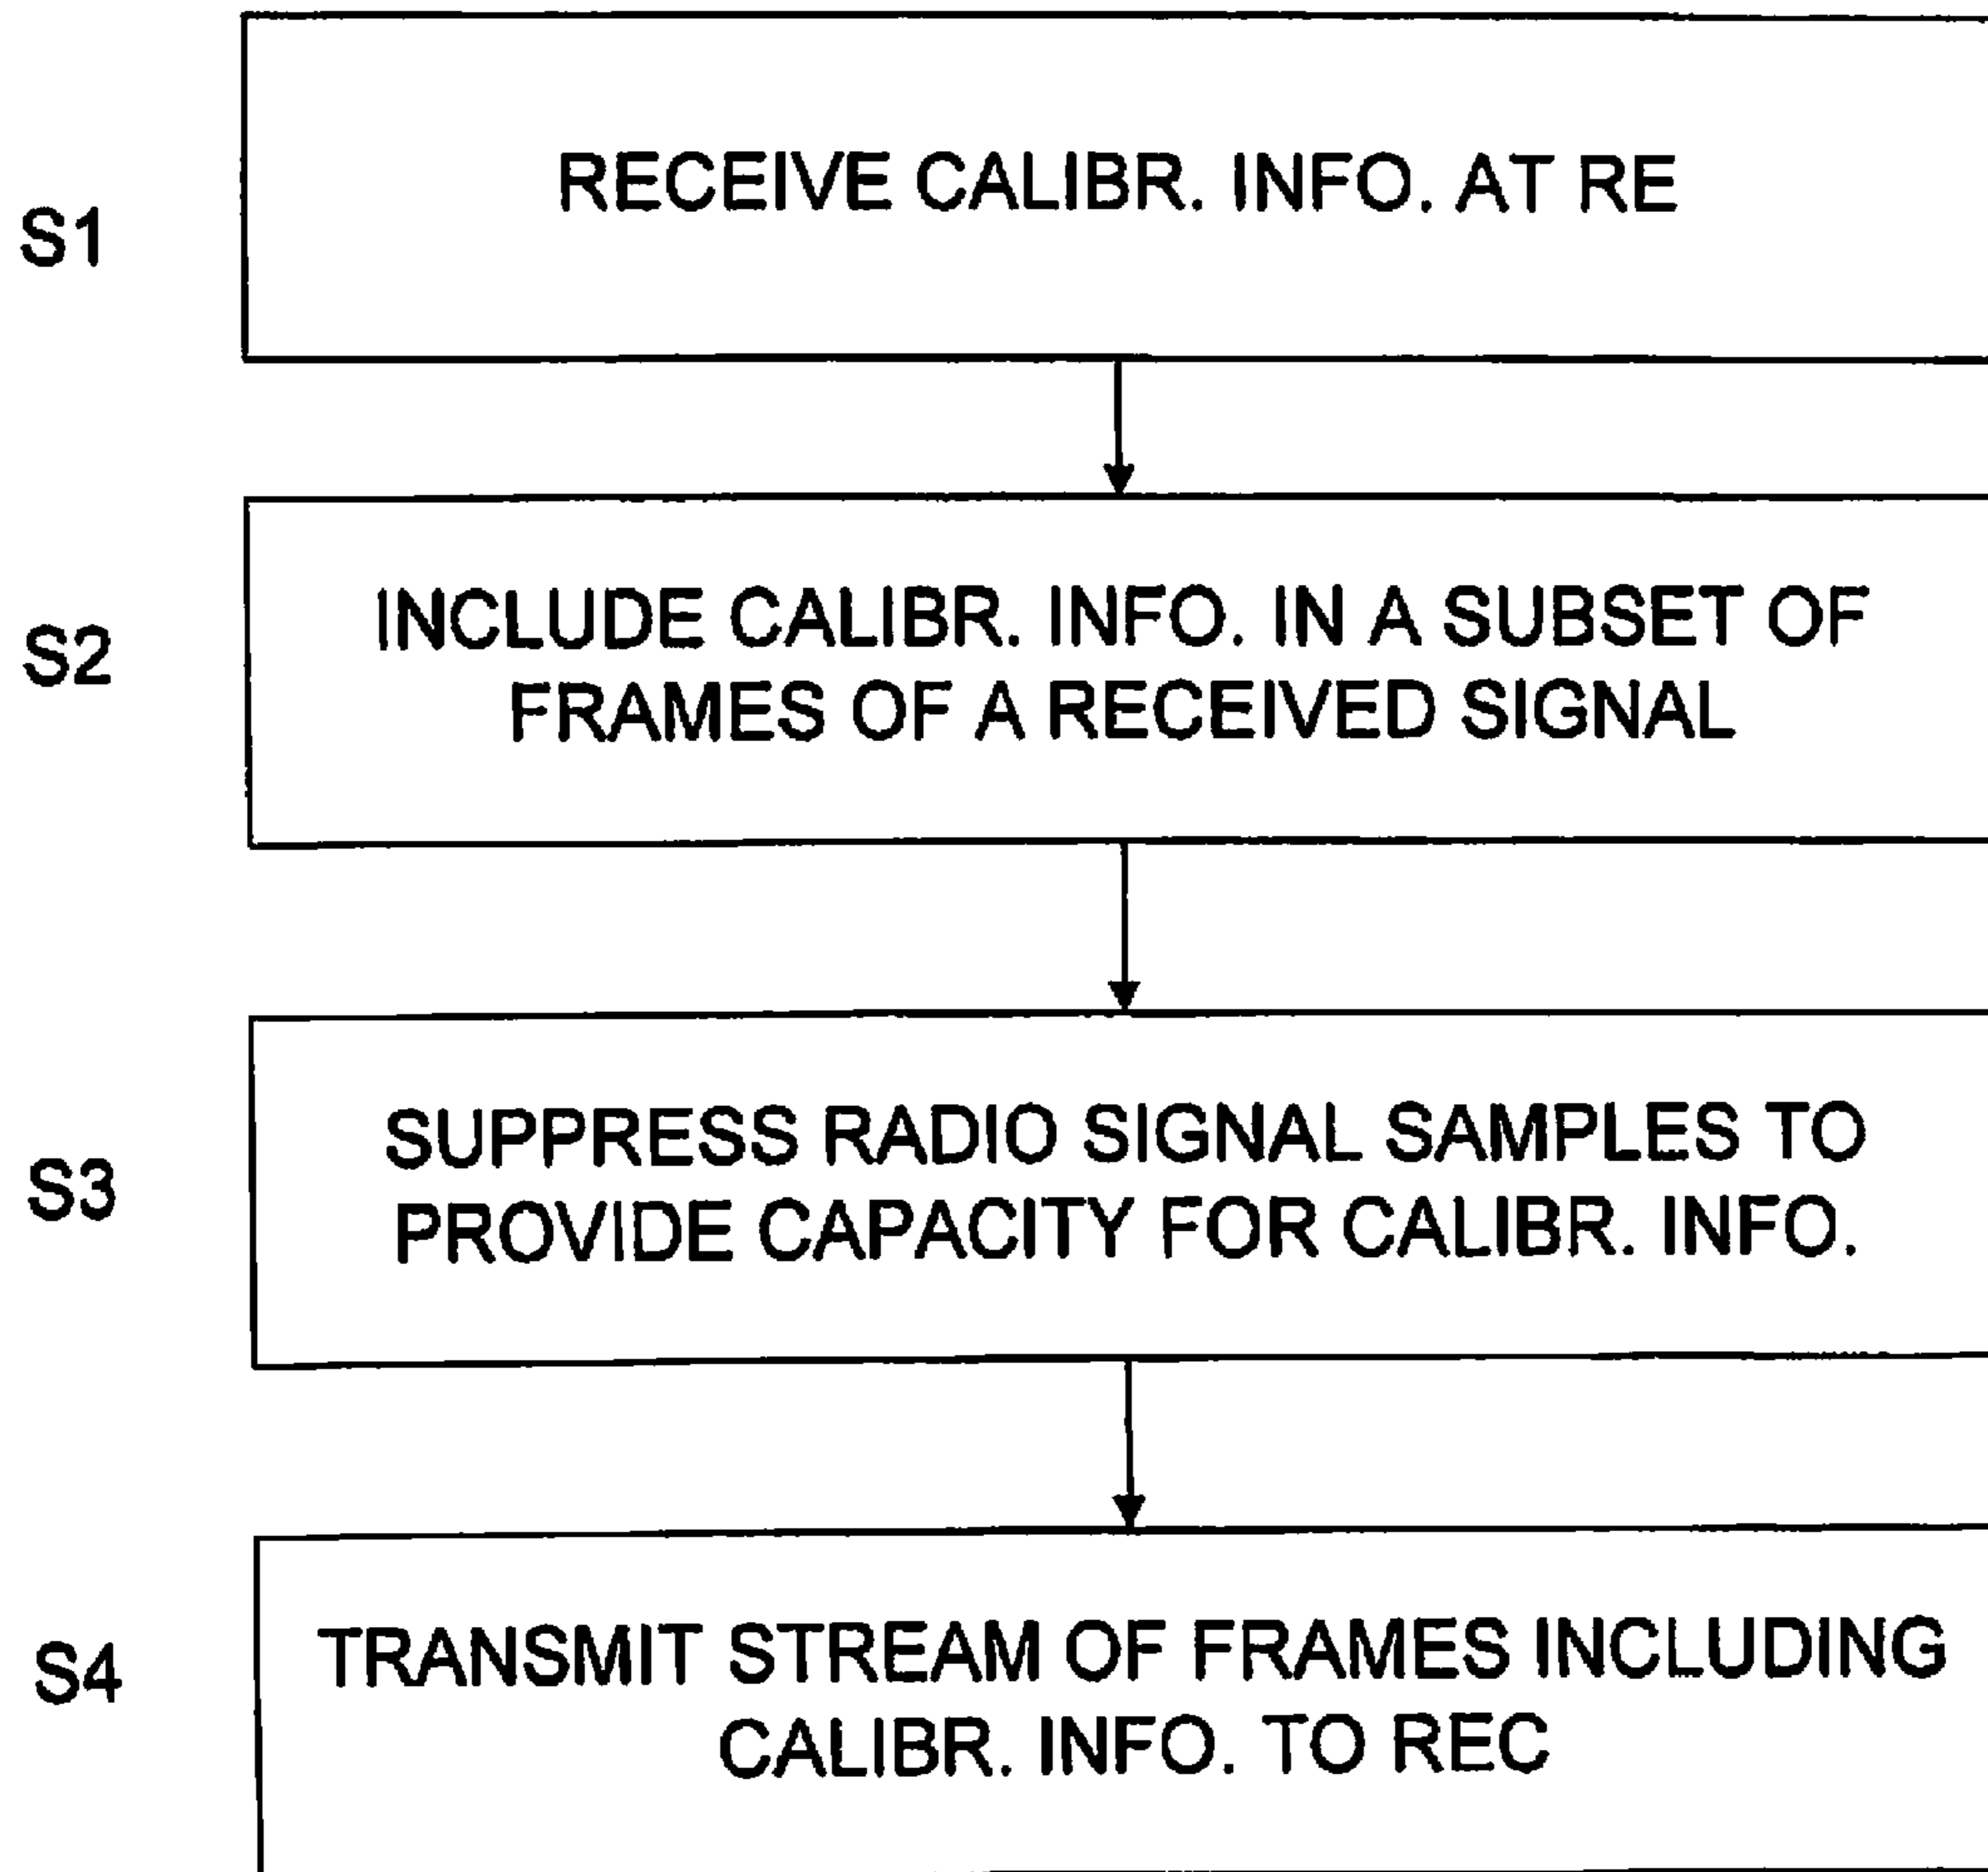 S1
RECEIVE CALIBR. INFO. AT RE
S2
INCLUDE CALIBR. INFO. IN A SUBSET OF
FRAMES OF A RECEIVED SIGNAL
S3
SUPPRESS RADIO SIGNAL SAMPLES TO
PROVIDE CAPACITY FOR CALIBR. INFO.
S4
TRANSMIT STREAM OF FRAMES INCLUDING
CALIBR. INFO. TO REC